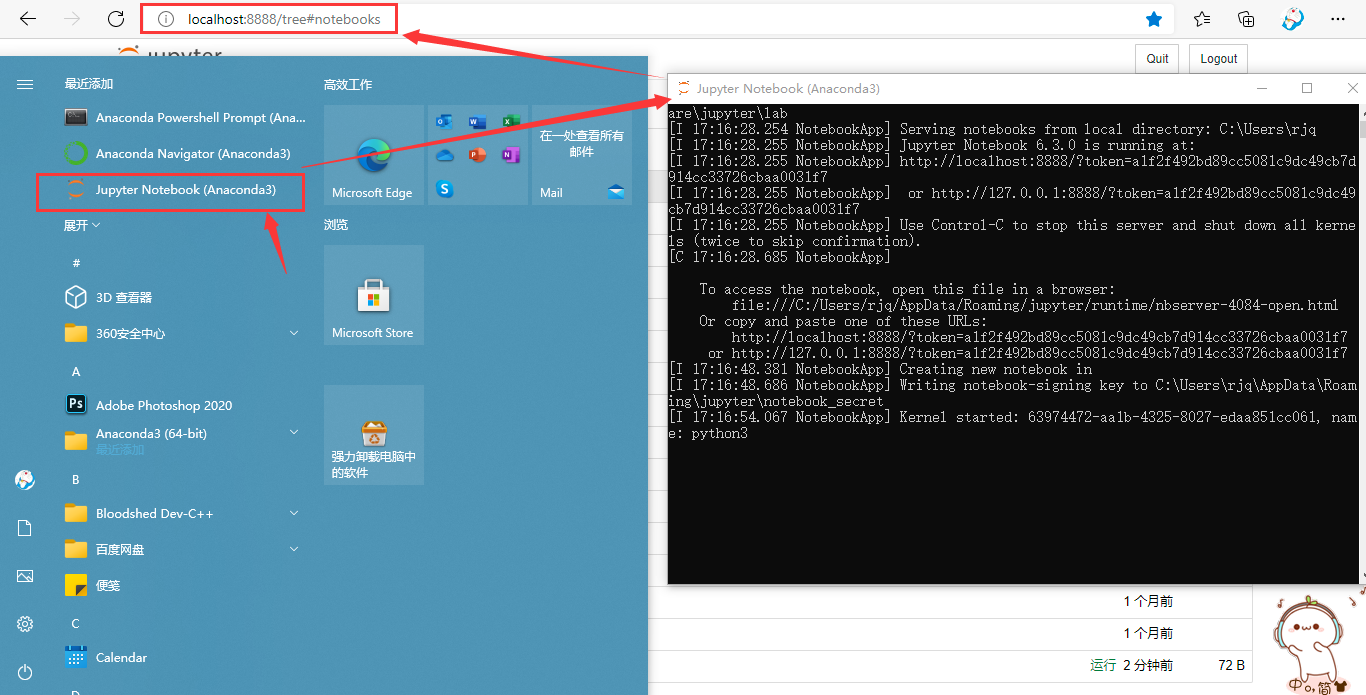 localhost:8888/tree#notebooks
jupyter
Quit
Logout
最近添加
Anaconda Powershell Prompt (Ana...
Anaconda Navigator (Anaconda3)
Jupyter Notebook (Anaconda3)
展开
#
3D 查看器
360安全中心
A
Ps
Adobe Photoshop 2020
Anaconda3 (64-bit)
最近添加
B
Bloodshed Dev-C++
百度网盘
便笺
C
Calendar
D
高效工作
Microsoft Edge
在一处查看所有
邮件
Mail
浏览
Microsoft Store
强力卸载电脑中
的软件
Jupyter Notebook (Anaconda3)
are\jupyter\lab
[I 17:16:28.254 NotebookApp] Serving notebooks from local directory: C:\Users\rjq
[I 17:16:28.255 NotebookApp] Jupyter Notebook 6.3.0 is running at:
[I 17:16:28.255 NotebookApp] http://localhost:8888/?token=a1f2f492bd89cc5081c9dc49cb7d
914cc33726cbaa0031f7
[I 17:16:28.255 NotebookApp]  or http://127.0.0.1:8888/?token=a1f2f492bd89cc5081c9dc49
cb7d914cc33726cbaa0031f7
[I 17:16:28.255 NotebookApp] Use Control-C to stop this server and shut down all kerne
ls (twice to skip confirmation).
[C 17:16:28.685 NotebookApp]
To access the notebook, open this file in a browser:
file:///C:/Users/rjq/AppData/Roaming/jupyter/runtime/nbserver-4084-open.html
Or copy and paste one of these URLs:
http://localhost:8888/?token=a1f2f492bd89cc5081c9dc49cb7d914cc33726cbaa0031f7
or http://127.0.0.1:8888/?token=a1f2f492bd89cc5081c9dc49cb7d914cc33726cbaa0031f7
[I 17:16:48.381 NotebookApp] Creating new notebook in
[I 17:16:48.686 NotebookApp] Writing notebook-signing key to C:\Users\rjq\AppData\Roam
ing\jupyter\notebook_secret
[I 17:16:54.067 NotebookApp] Kernel started: 63974472-aa1b-4325-8027-edaa851cc061, nam
e: python3
1 个月前
1 个月前
运行 2 分钟前 72 B
中 简